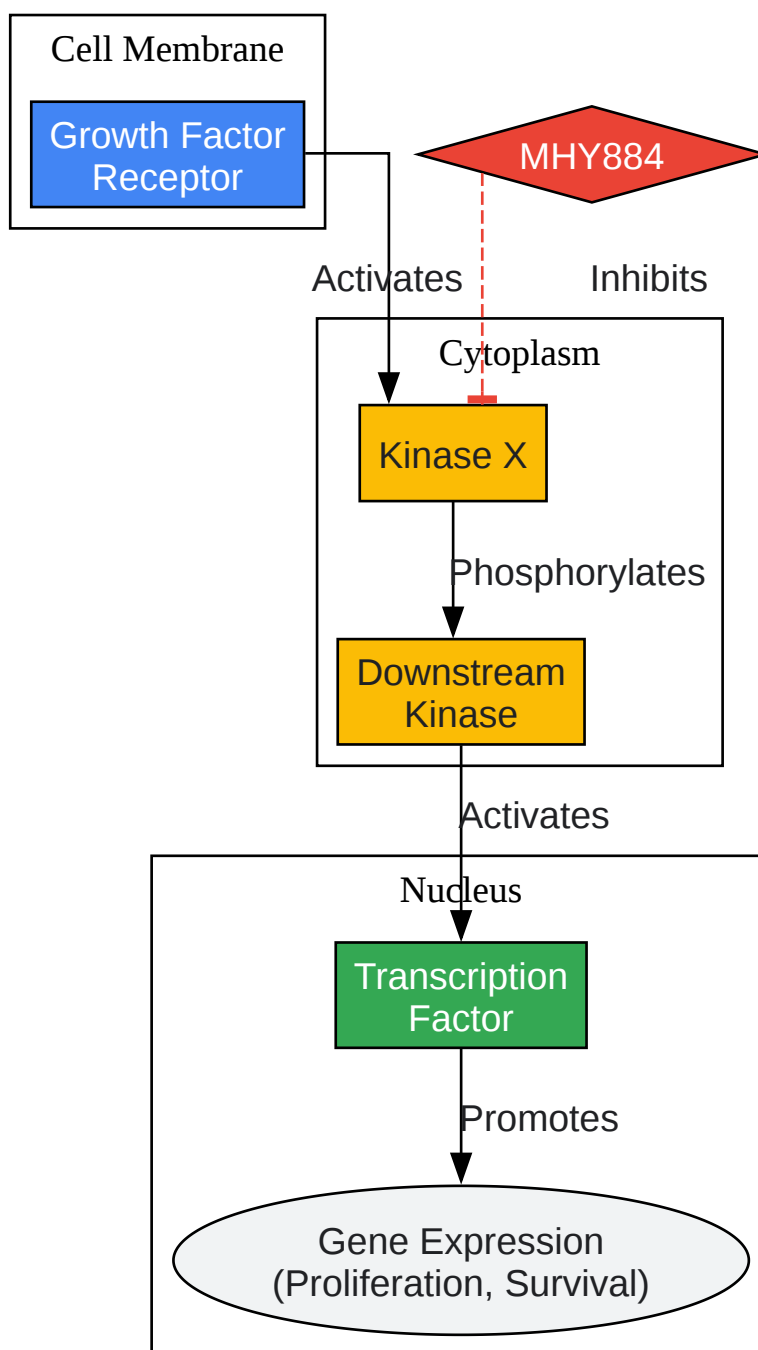 Cell Membrane
Growth Factor
Receptor
MHY884
Activates
Inhibits
Cytoplasm
Kinase X
Phosphorylates
Downstream
Kinase
Activates
Nucleus
Transcription
Factor
Promotes
Gene Expression
(Proliferation, Survival)